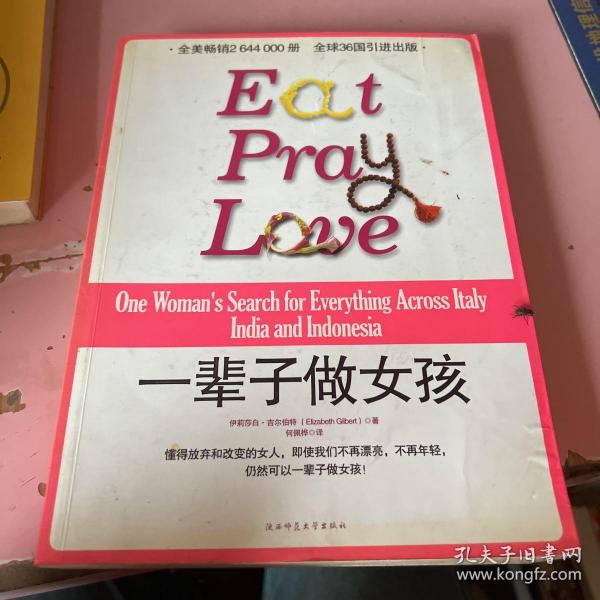 · 全美畅销2 644 000 册 全球36国引进出版 ·
Eat
Pray
Love
One Woman's Search for Everything Across Italy
India and Indonesia
一辈子做女孩
伊莉莎白·吉尔伯特（Elizabeth Gilbert）◎著
何佩桦◎译
懂得放弃和改变的女人，即使我们不再漂亮，不再年轻，
仍然可以一辈子做女孩！
陕西师范大学出版社
孔夫子旧书网
www.kongfz.com